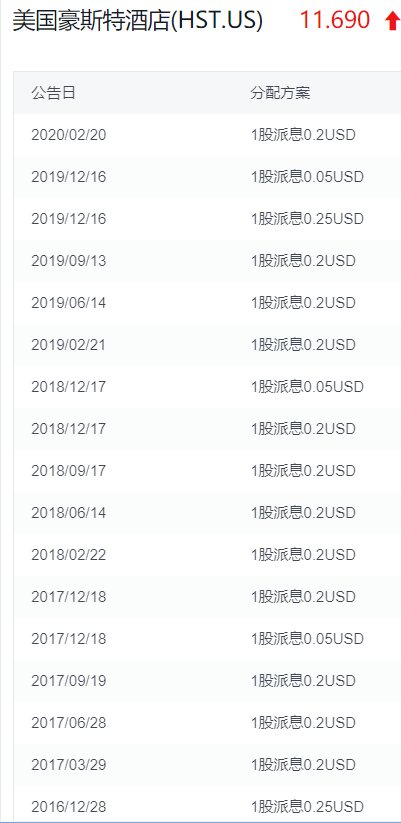 美国豪斯特酒店(HST.US) 11.690
公告日 分配方案
2020/02/20 1股派息0.2USD
2019/12/16 1股派息0.05USD
2019/12/16 1股派息0.25USD
2019/09/13 1股派息0.2USD
2019/06/14 1股派息0.2USD
2019/02/21 1股派息0.2USD
2018/12/17 1股派息0.05USD
2018/12/17 1股派息0.2USD
2018/09/17 1股派息0.2USD
2018/06/14 1股派息0.2USD
2018/02/22 1股派息0.2USD
2017/12/18 1股派息0.2USD
2017/12/18 1股派息0.05USD
2017/09/19 1股派息0.2USD
2017/06/28 1股派息0.2USD
2017/03/29 1股派息0.2USD
2016/12/28 1股派息0.25USD